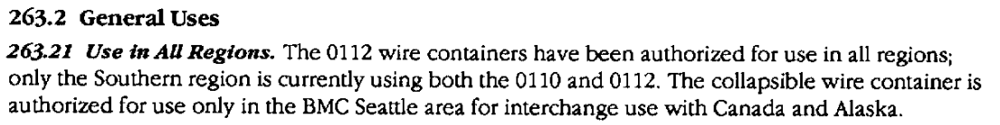 263.2 General Uses
263.21 Use in All Regions. The 0112 wire containers have been authorized for use in all regions;
only the Southern region is currently using both the 0110 and 0112. The collapsible wire container is
authorized for use only in the BMC Seattle area for interchange use with Canada and Alaska.